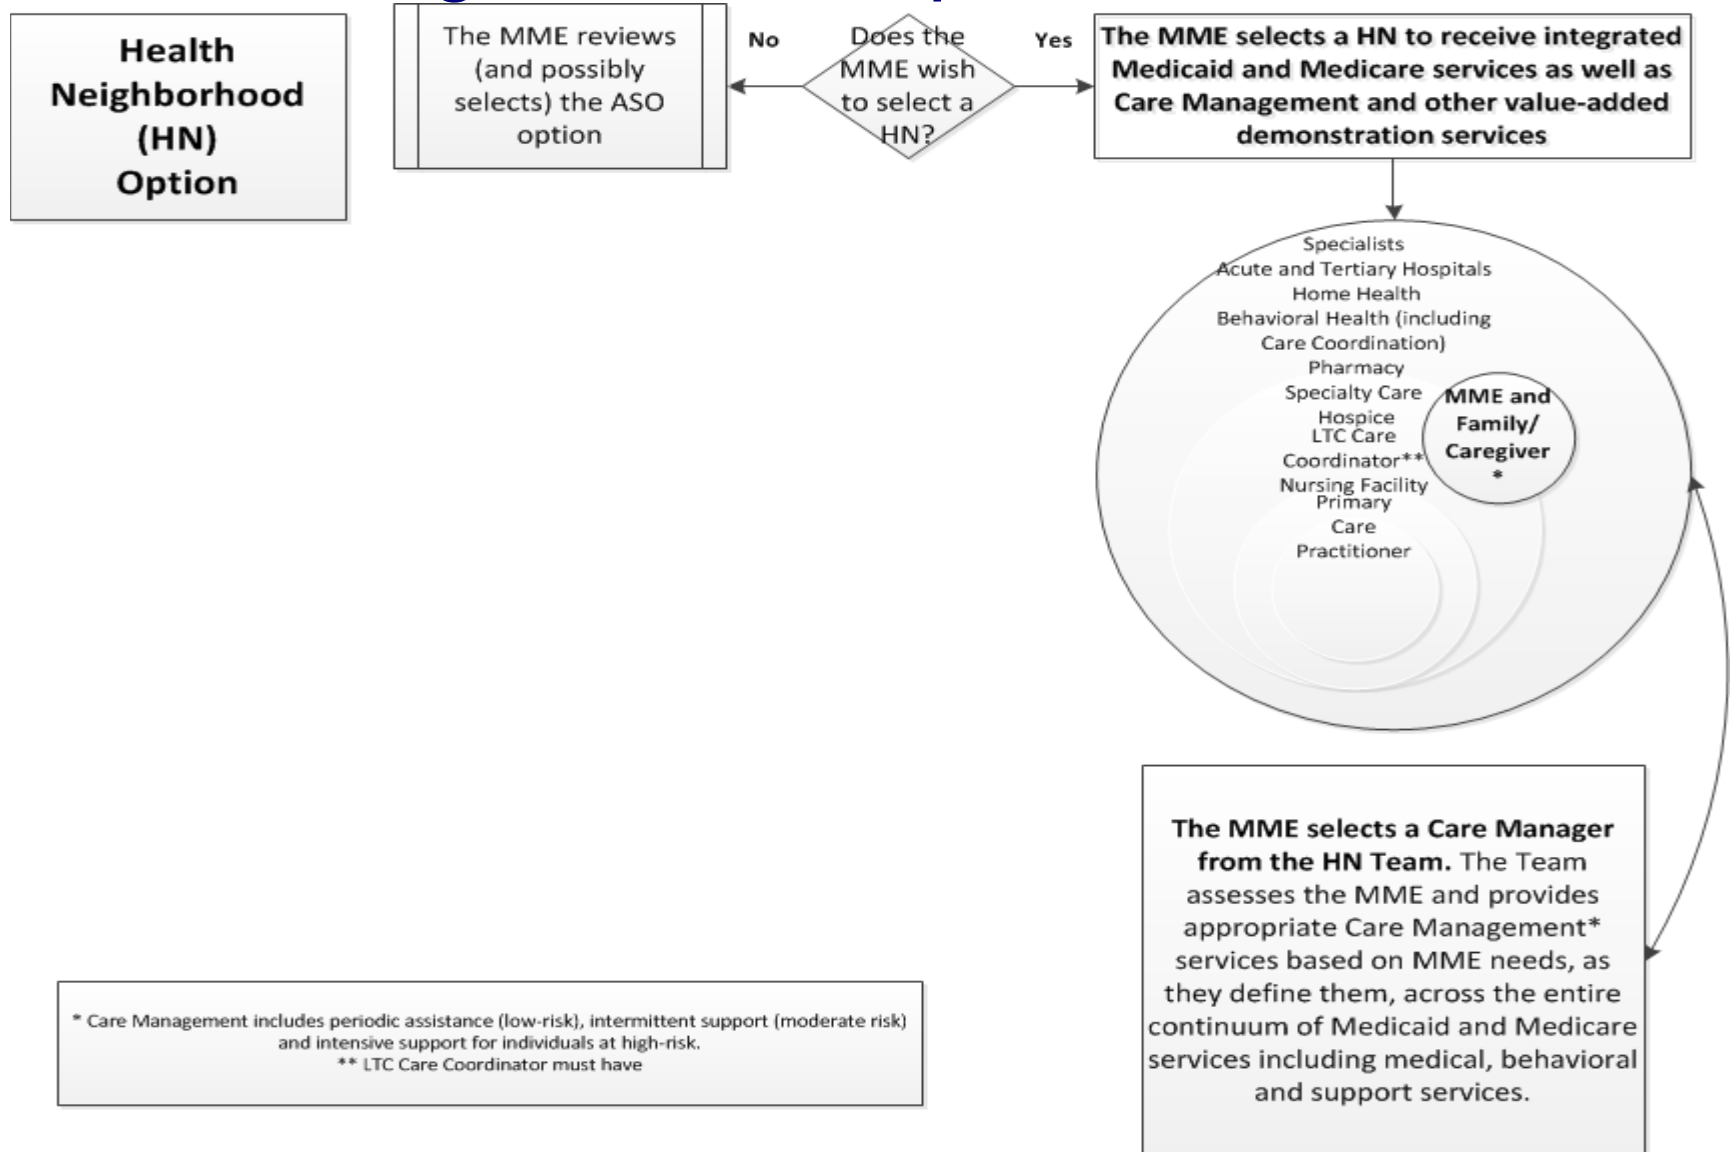 Health
Neighborhood
(HN)
Option
The MME reviews
(and possibly
selects) the ASO
option
No
Does the
MME wish
to select a
HN?
Yes
The MME selects a HN to receive integrated
Medicaid and Medicare services as well as
Care Management and other value-added
demonstration services
Specialists
Acute and Tertiary Hospitals
Home Health
Behavioral Health (including
Care Coordination)
Pharmacy
Specialty Care
Hospice
LTC Care
Coordinator**
Nursing Facility
Primary
Care
Practitioner
MME and
Family/
Caregiver
*
The MME selects a Care Manager
from the HN Team. The Team
assesses the MME and provides
appropriate Care Management*
services based on MME needs, as
they define them, across the entire
continuum of Medicaid and Medicare
services including medical, behavioral
and support services.
* Care Management includes periodic assistance (low-risk), intermittent support (moderate risk)
and intensive support for individuals at high-risk.
** LTC Care Coordinator must have